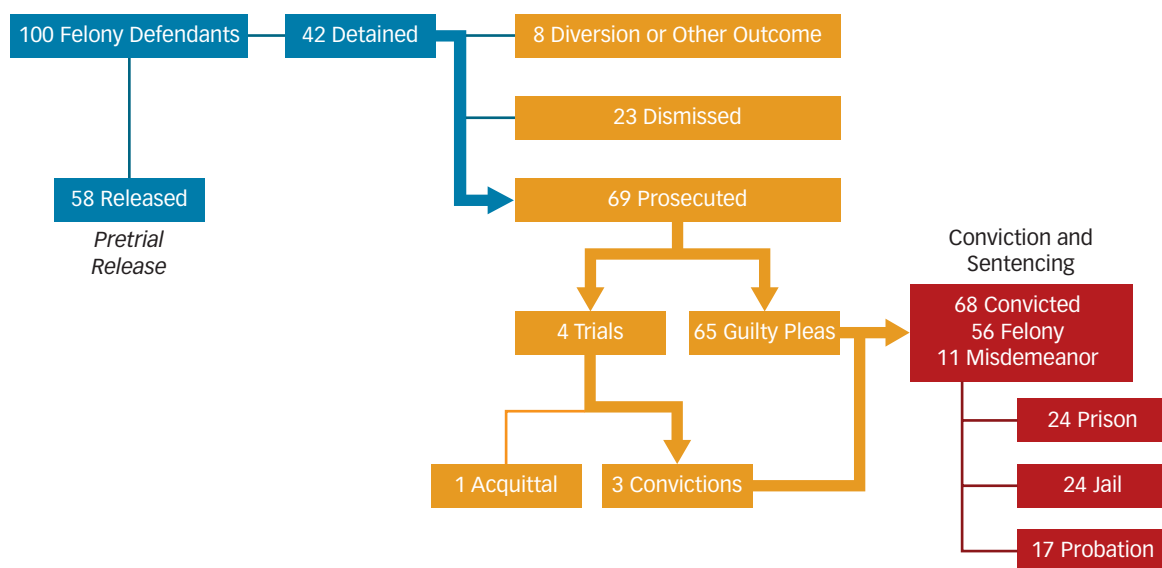 100 Felony Defendants
42 Detained
8 Diversion or Other Outcome
23 Dismissed
58 Released
69 Prosecuted
Pretrial
Release
Conviction and
Sentencing
4 Trials
65 Guilty Pleas
68 Convicted
56 Felony
11 Misdemeanor
24 Prison
1 Acquittal
3 Convictions
24 Jail
17 Probation